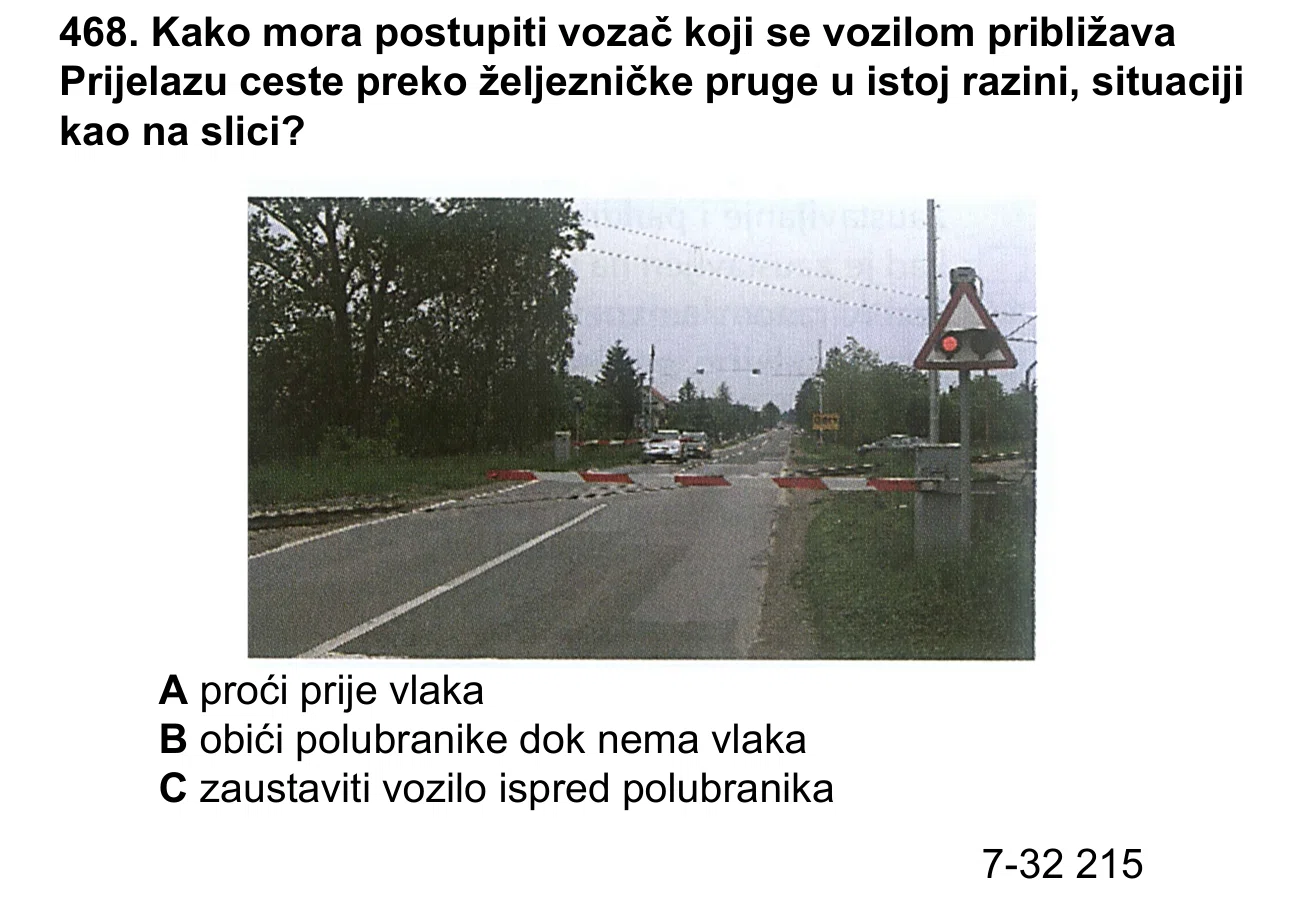 468. Kako mora postupiti vozač koji se vozilom približava
Prijelazu ceste preko željezničke pruge u istoj razini, situaciji
kao na slici?
A proći prije vlaka
B obići polubranike dok nema vlaka
C zaustaviti vozilo ispred polubranika
7-32 215